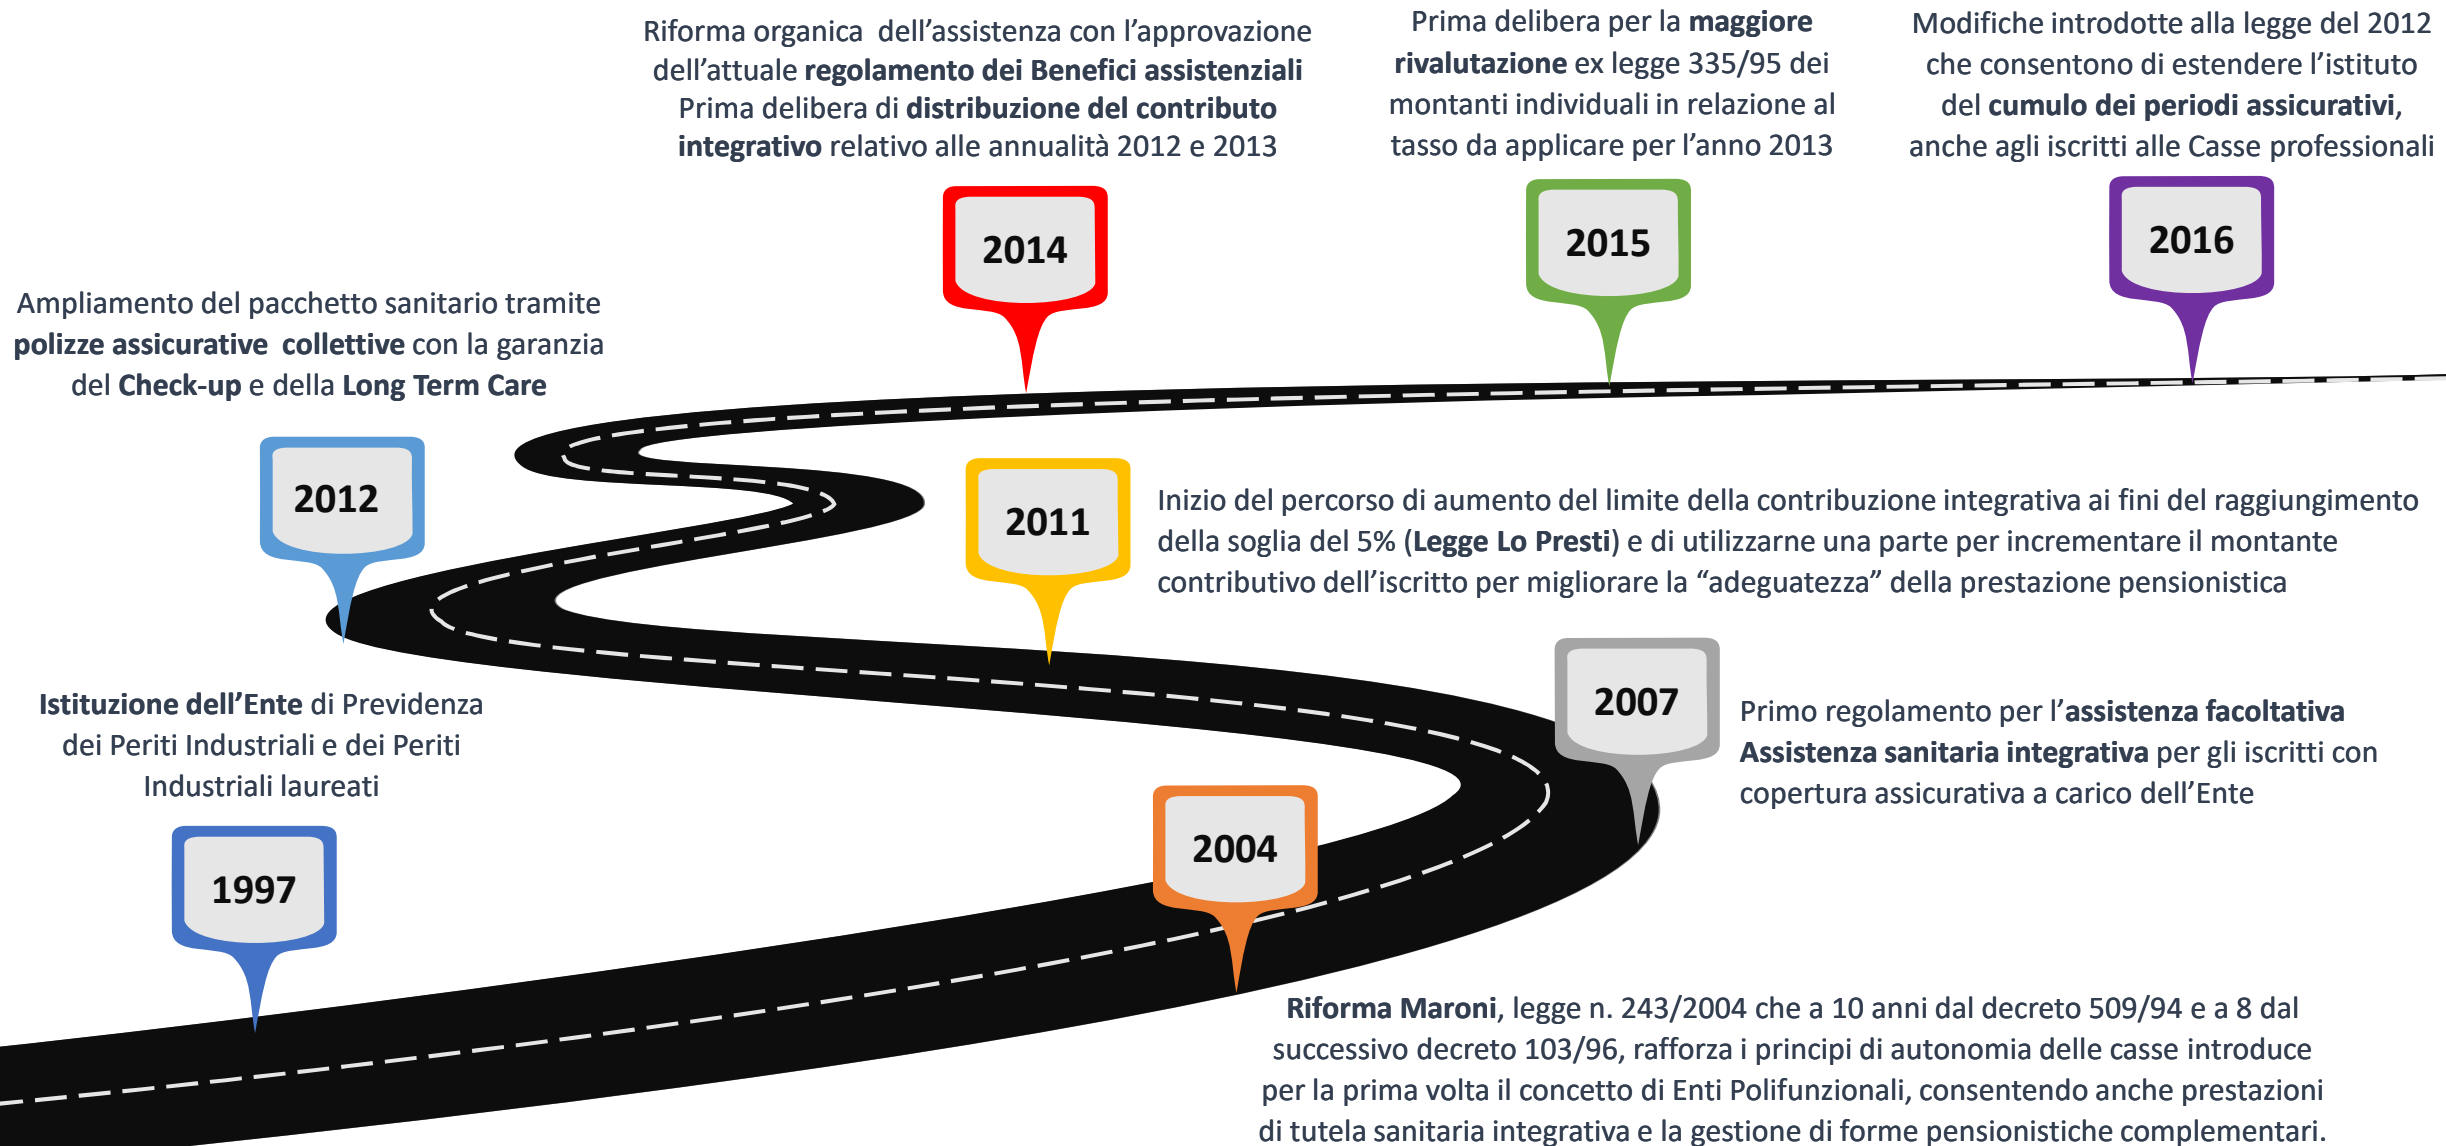 Riforma organica dell’assistenza con l’approvazione
dell’attuale regolamento dei Benefici assistenziali
Prima delibera di distribuzione del contributo
integrativo relativo alle annualità 2012 e 2013
2014
Prima delibera per la maggiore
rivalutazione ex legge 335/95 dei
montanti individuali in relazione al
tasso da applicare per l’anno 2013
2015
Modifiche introdotte alla legge del 2012
che consentono di estendere l’istituto
del cumulo dei periodi assicurativi,
anche agli iscritti alle Casse professionali
2016
Ampliamento del pacchetto sanitario tramite
polizze assicurative collettive con la garanzia
del Check-up e della Long Term Care
2012
2011
Inizio del percorso di aumento del limite della contribuzione integrativa ai fini del raggiungimento
della soglia del 5% (Legge Lo Presti) e di utilizzarne una parte per incrementare il montante
contributivo dell’iscritto per migliorare la “adeguatezza” della prestazione pensionistica
2007
Primo regolamento per l’assistenza facoltativa
Assistenza sanitaria integrativa per gli iscritti con
copertura assicurativa a carico dell’Ente
Istituzione dell’Ente di Previdenza
dei Periti Industriali e dei Periti
Industriali laureati
1997
2004
Riforma Maroni, legge n. 243/2004 che a 10 anni dal decreto 509/94 e a 8 dal
successivo decreto 103/96, rafforza i principi di autonomia delle casse introduce
per la prima volta il concetto di Enti Polifunzionali, consentendo anche prestazioni
di tutela sanitaria integrativa e la gestione di forme pensionistiche complementari.